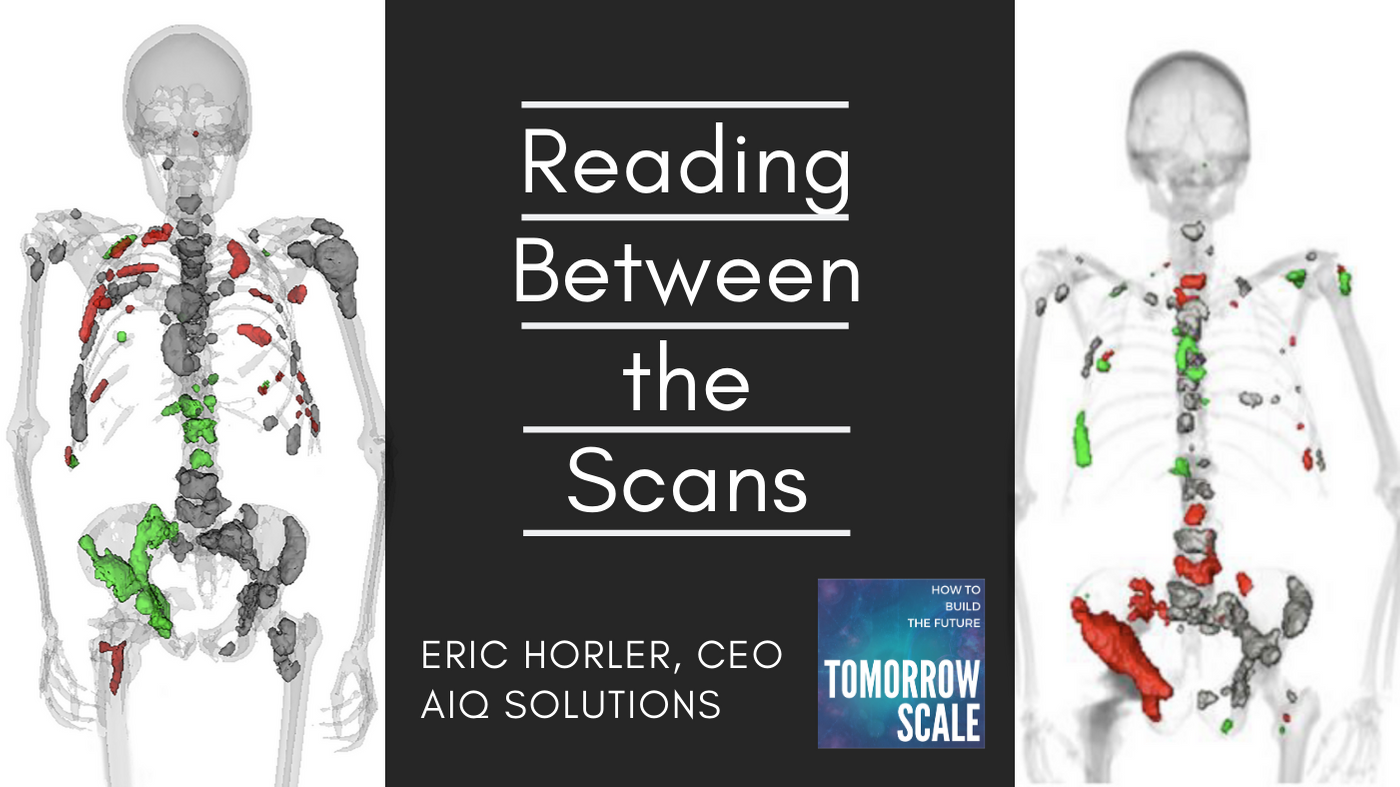 Reading
Between
the
Scans
ERIC HORLER, CEO
AIQ SOLUTIONS
HOW TO
BUILD
THE FUTURE
TOMORROW
SCALE